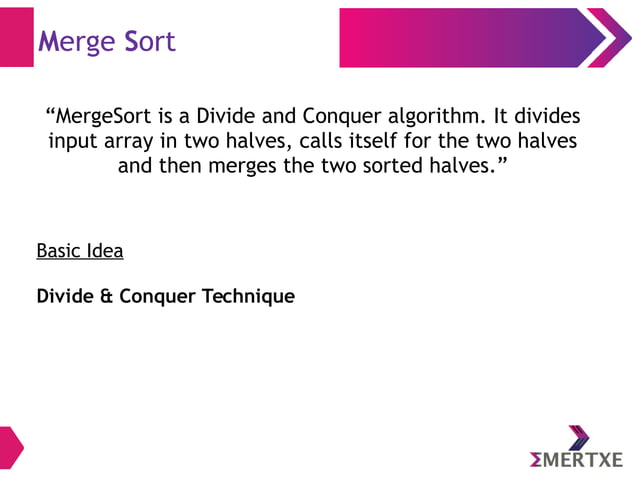 Merge Sort
“MergeSort is a Divide and Conquer algorithm. It divides
input array in two halves, calls itself for the two halves
and then merges the two sorted halves.”
Basic Idea
Divide & Conquer Technique
EMERTXE